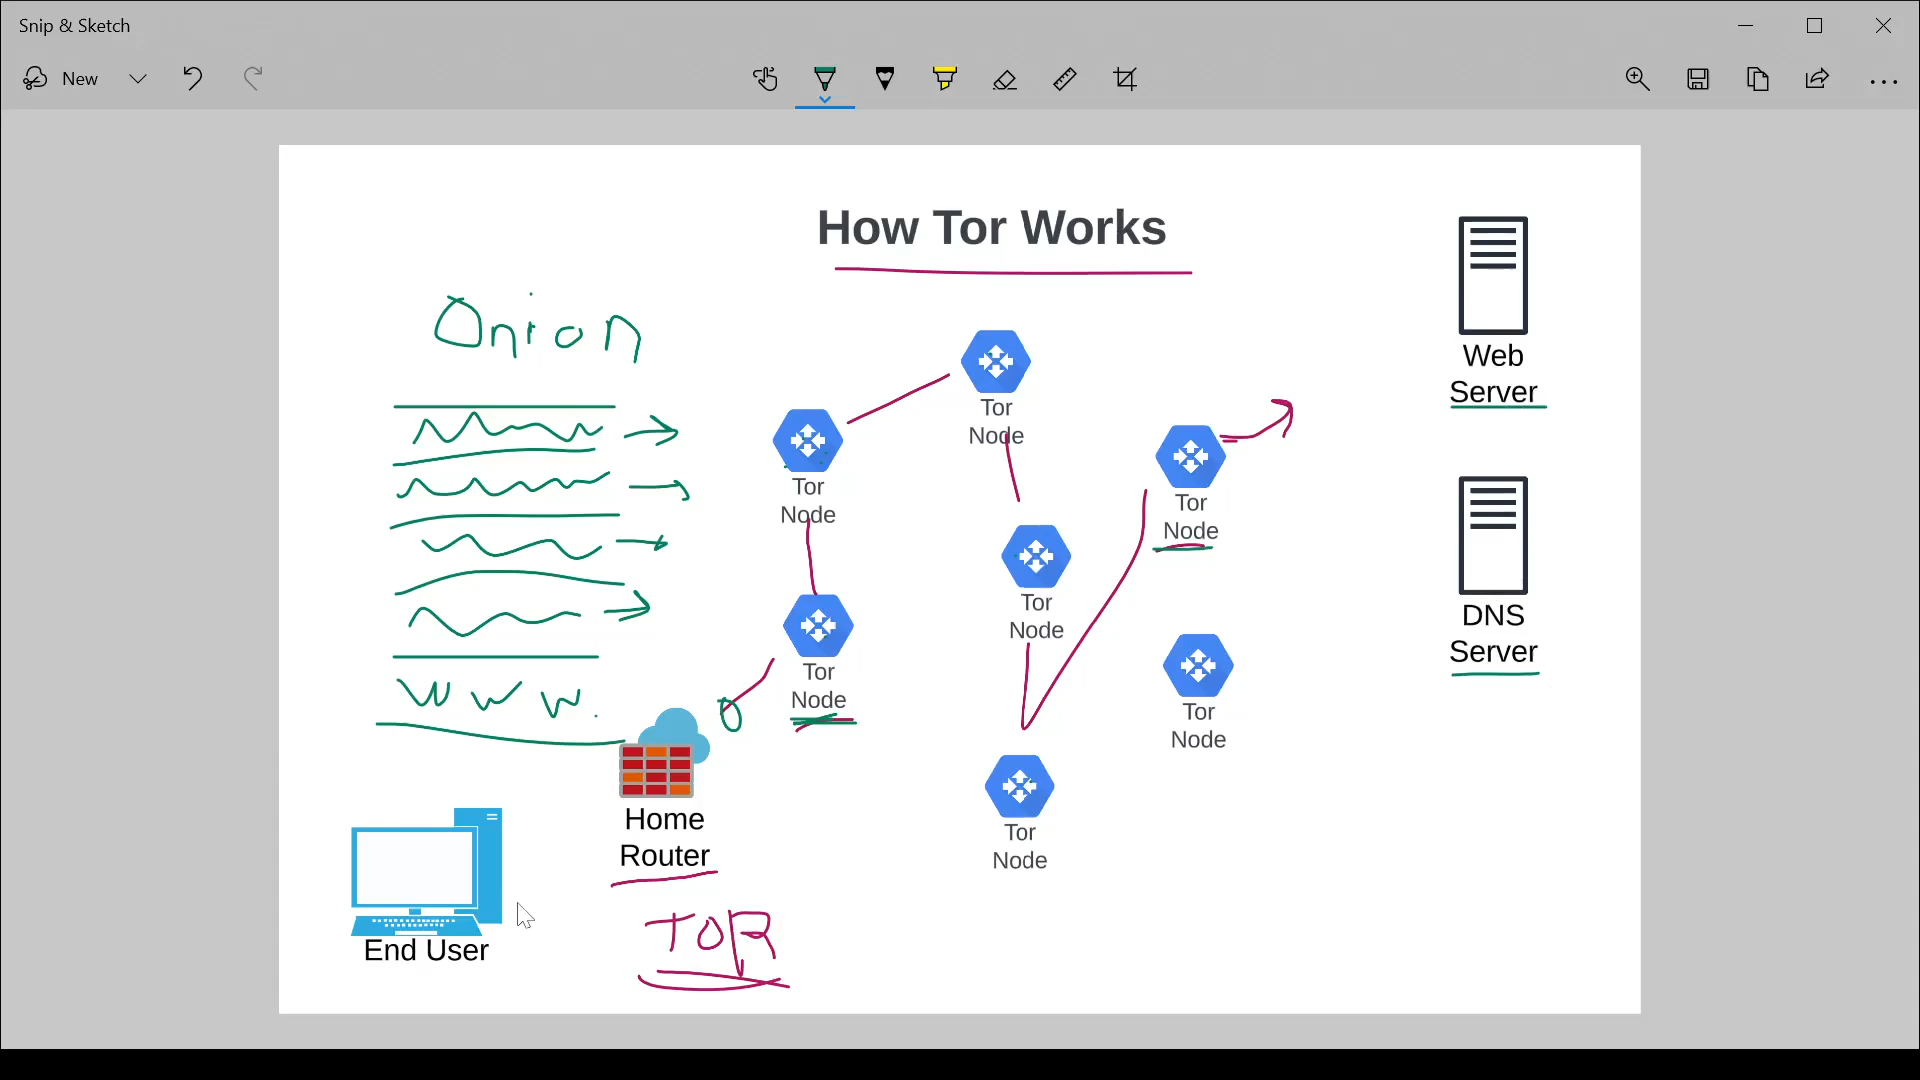 Snip & Sketch
New
How Tor Works
Onion
www.
Tor
Node
Tor
Node
Tor
Node
Tor
Node
Tor
Node
Tor
Node
Tor
Node
Web
Server
DNS
Server
Home
Router
End User
TOR